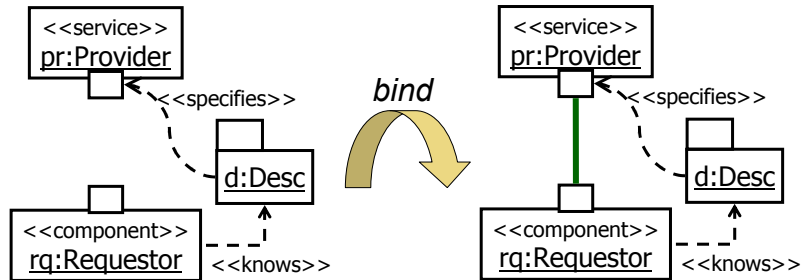 <<service>>
pr:Provider
<<specifies>>
d:Desc
<<component>>
rq:Requestor
<<knows>>
bind
<<service>>
pr:Provider
<<specifies>>
d:Desc
<<component>>
rq:Requestor
<<knows>>